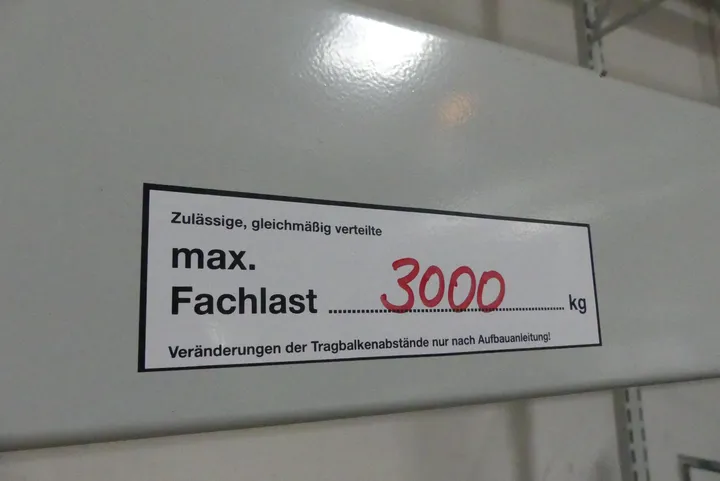 Zulässige, gleichmäßig verteilte
max.
Fachlast ........................ 3000 ........................ kg
Veränderungen der Tragbalkenabstände nur nach Aufbauanleitung!